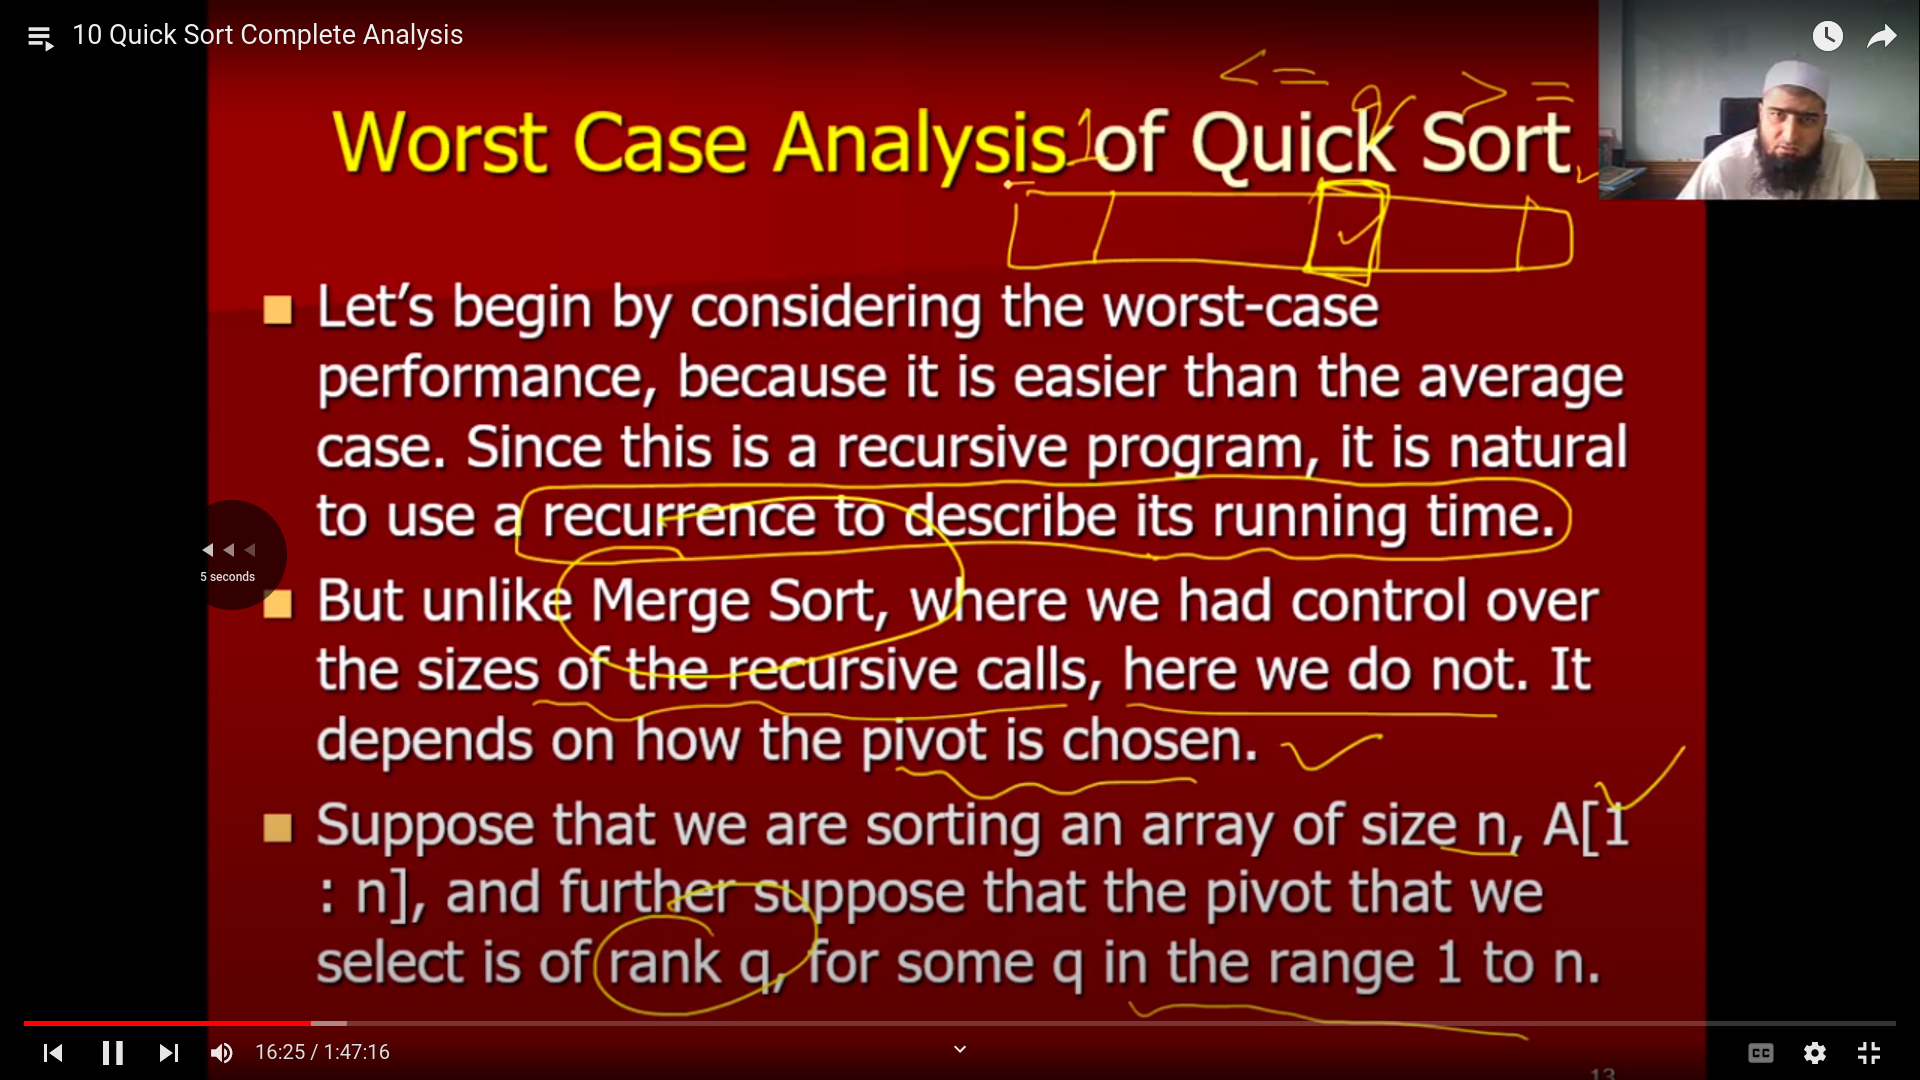 10 Quick Sort Complete Analysis
<= q >=
Worst Case Analysis of Quick Sort
1
Let's begin by considering the worst-case
performance, because it is easier than the average
case. Since this is a recursive program, it is natural
to use a recurrence to describe its running time.
5 seconds
But unlike Merge Sort, where we had control over
the sizes of the recursive calls, here we do not. It
depends on how the pivot is chosen.
Suppose that we are sorting an array of size n, A[1
: n], and further suppose that the pivot that we
select is of rank q, for some q in the range 1 to n.
16:25 / 1:47:16
CC
13